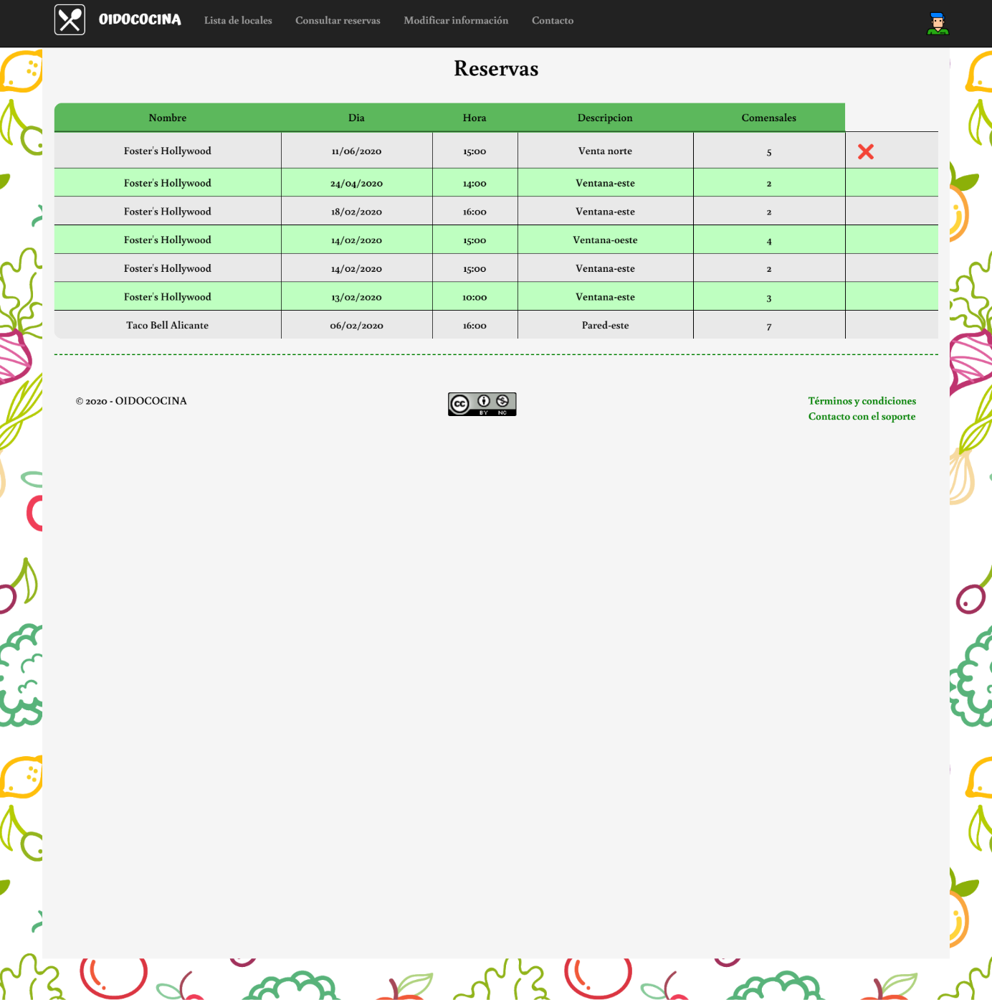 OIDOCOCINA Lista de locales Consultar reservas Modificar información Contacto
Reservas
Nombre Dia Hora Descripcion Comensales
Foster's Hollywood 11/06/2020 15:00 Venta norte 5
Foster's Hollywood 24/04/2020 14:00 Ventana-este 2
Foster's Hollywood 18/02/2020 16:00 Ventana-este 2
Foster's Hollywood 14/02/2020 15:00 Ventana-oeste 4
Foster's Hollywood 14/02/2020 15:00 Ventana-este 2
Foster's Hollywood 13/02/2020 10:00 Ventana-este 3
Taco Bell Alicante 06/02/2020 16:00 Pared-este 7
© 2020 - OIDOCOCINA
cc BY NC
Términos y condiciones
Contacto con el soporte